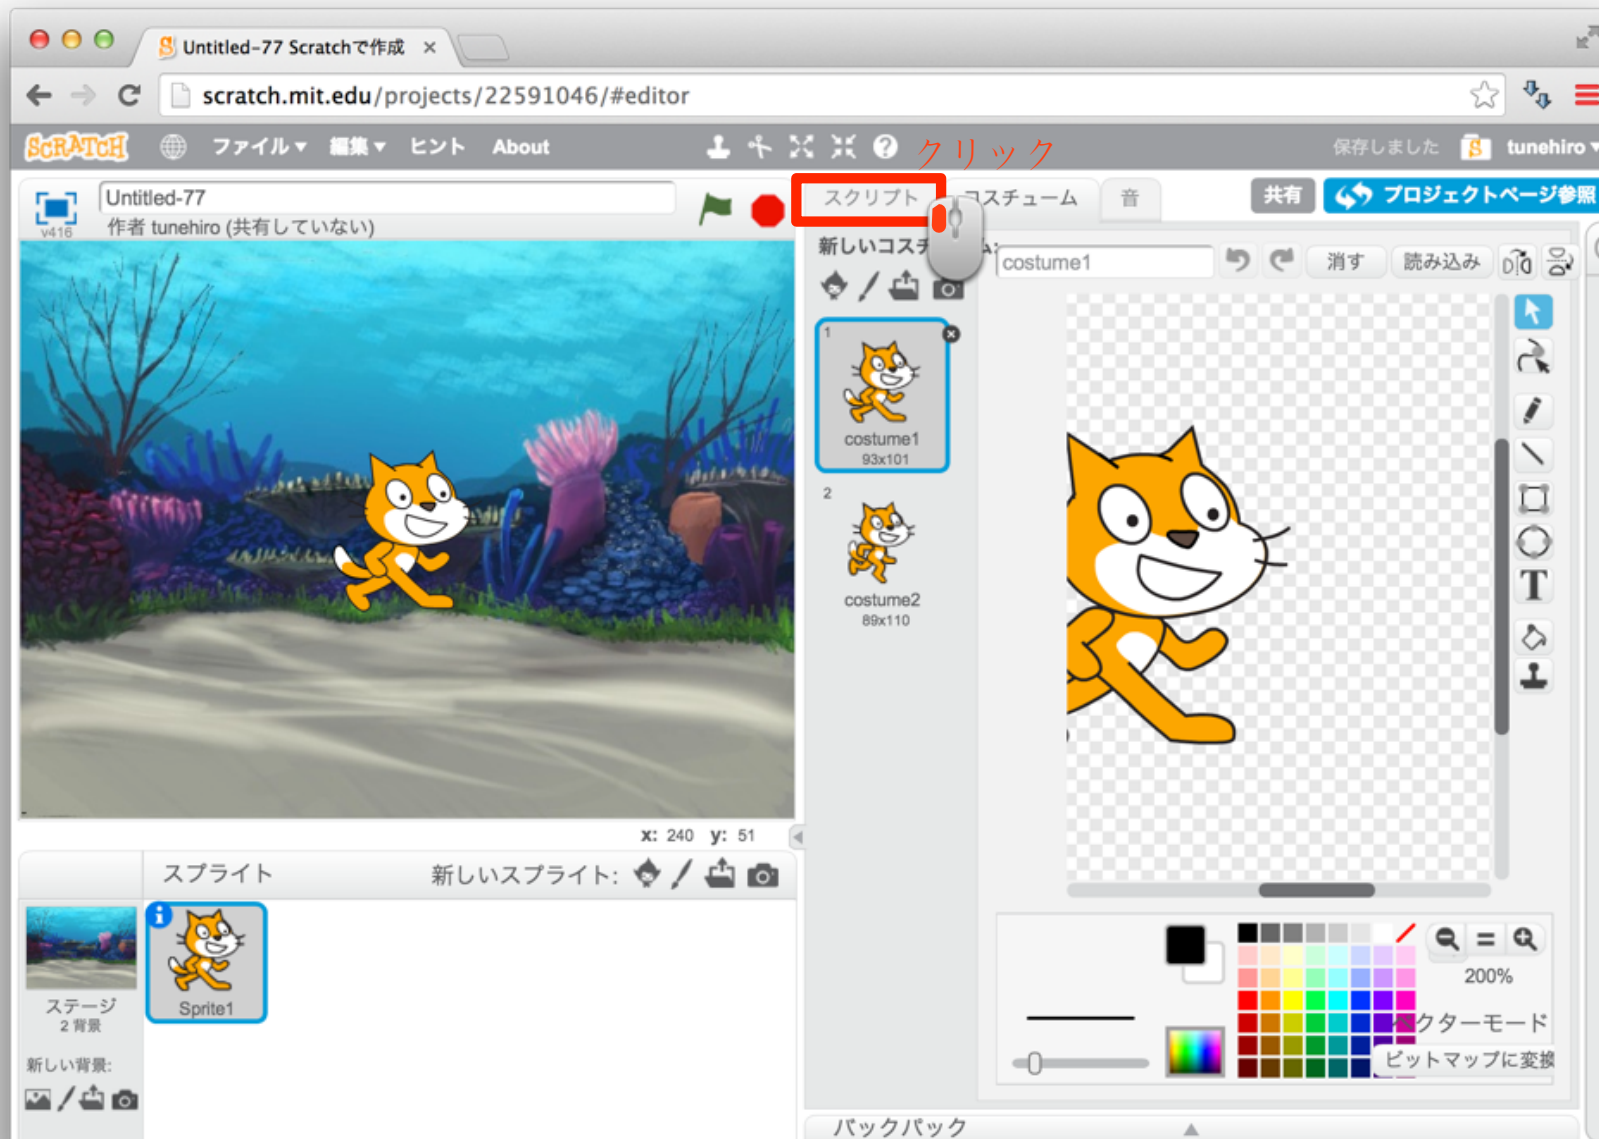 Untitled-77 Scratchで作成
scratch.mit.edu/projects/22591046/#editor
SCRATCH ファイル 編集 ヒント About クリック 保存しました tunehiro
Untitled-77
作者 tunehiro (共有していない)
v416
スクリプト コスチューム 音 共有 プロジェクトページ参照
新しいコスチューム:
costume1 消す 読み込み
1
costume1
93x101
2
costume2
89x110
T
x: 240 y: 51
スプライト 新しいスプライト:
Sprite1
ステージ
2 背景
新しい背景:
200%
ベクターモード
ビットマップに変換
バックパック